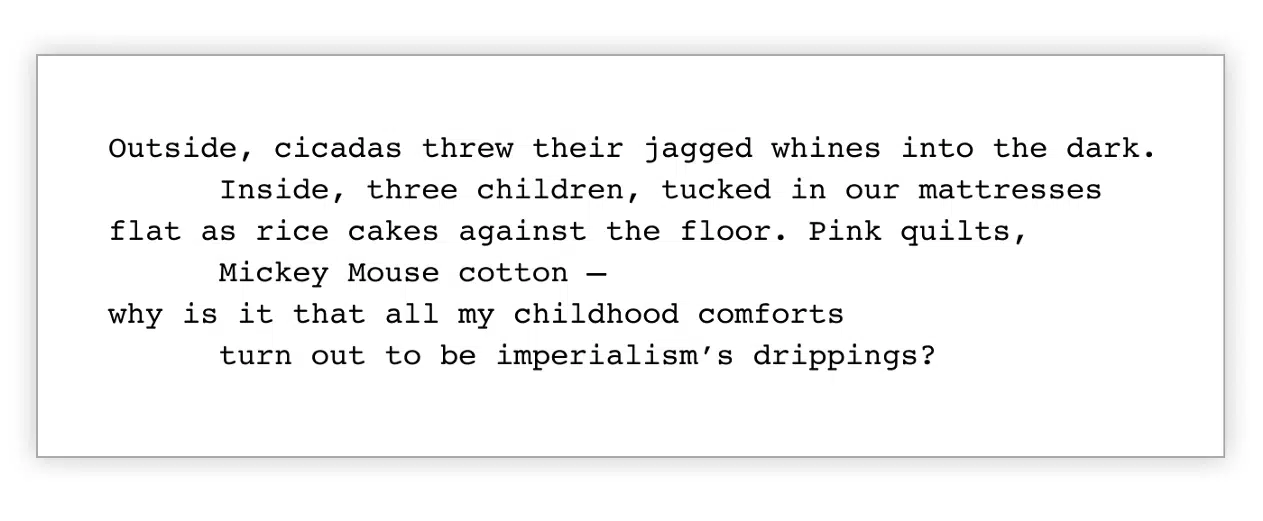 Outside, cicadas threw their jagged whines into the dark.
Inside, three children, tucked in our mattresses
flat as rice cakes against the floor. Pink quilts,
Mickey Mouse cotton —
why is it that all my childhood comforts
turn out to be imperialism’s drippings?